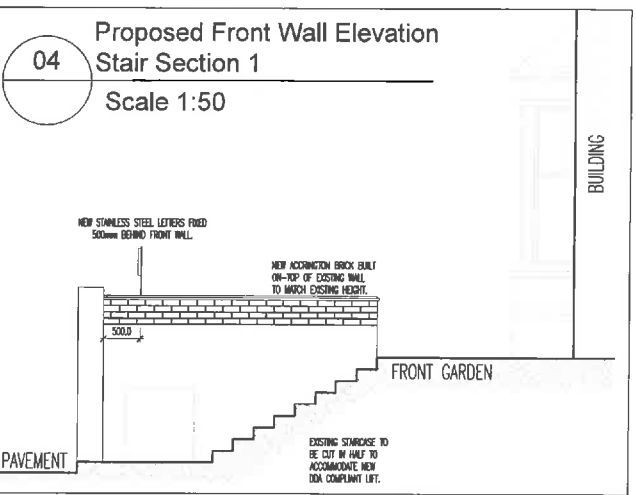 04
Proposed Front Wall Elevation
Stair Section 1
Scale 1:50
BUILDING
NEW STAINLESS STEEL LETTERS FIXED
500mm BEHIND FRONT WALL.
NEW ACCRINGTON BRICK BUILT
ON-TOP OF EXISTING WALL
TO MATCH EXISTING HEIGHT.
500.0
FRONT GARDEN
PAVEMENT
EXISTING STAIRCASE TO
BE CUT IN HALF TO
ACCOMMODATE NEW
DDA COMPLIANT LIFT.